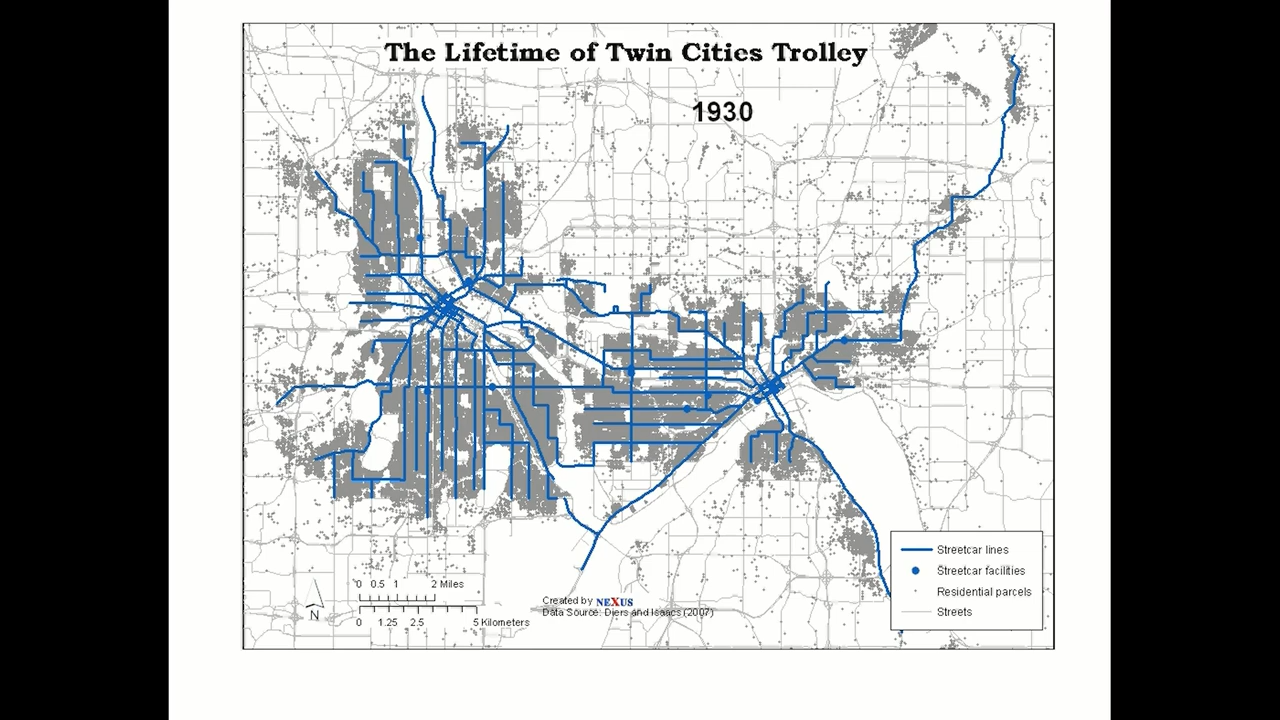 The Lifetime of Twin Cities Trolley
1930
Streetcar lines
Streetcar facilities
Residential parcels
Streets
0 0.5 1 2 Miles
0 1.25 2.5 5 Kilometers
N
Created by NEXUS
Data Source: Diers and Isaacs (2007)